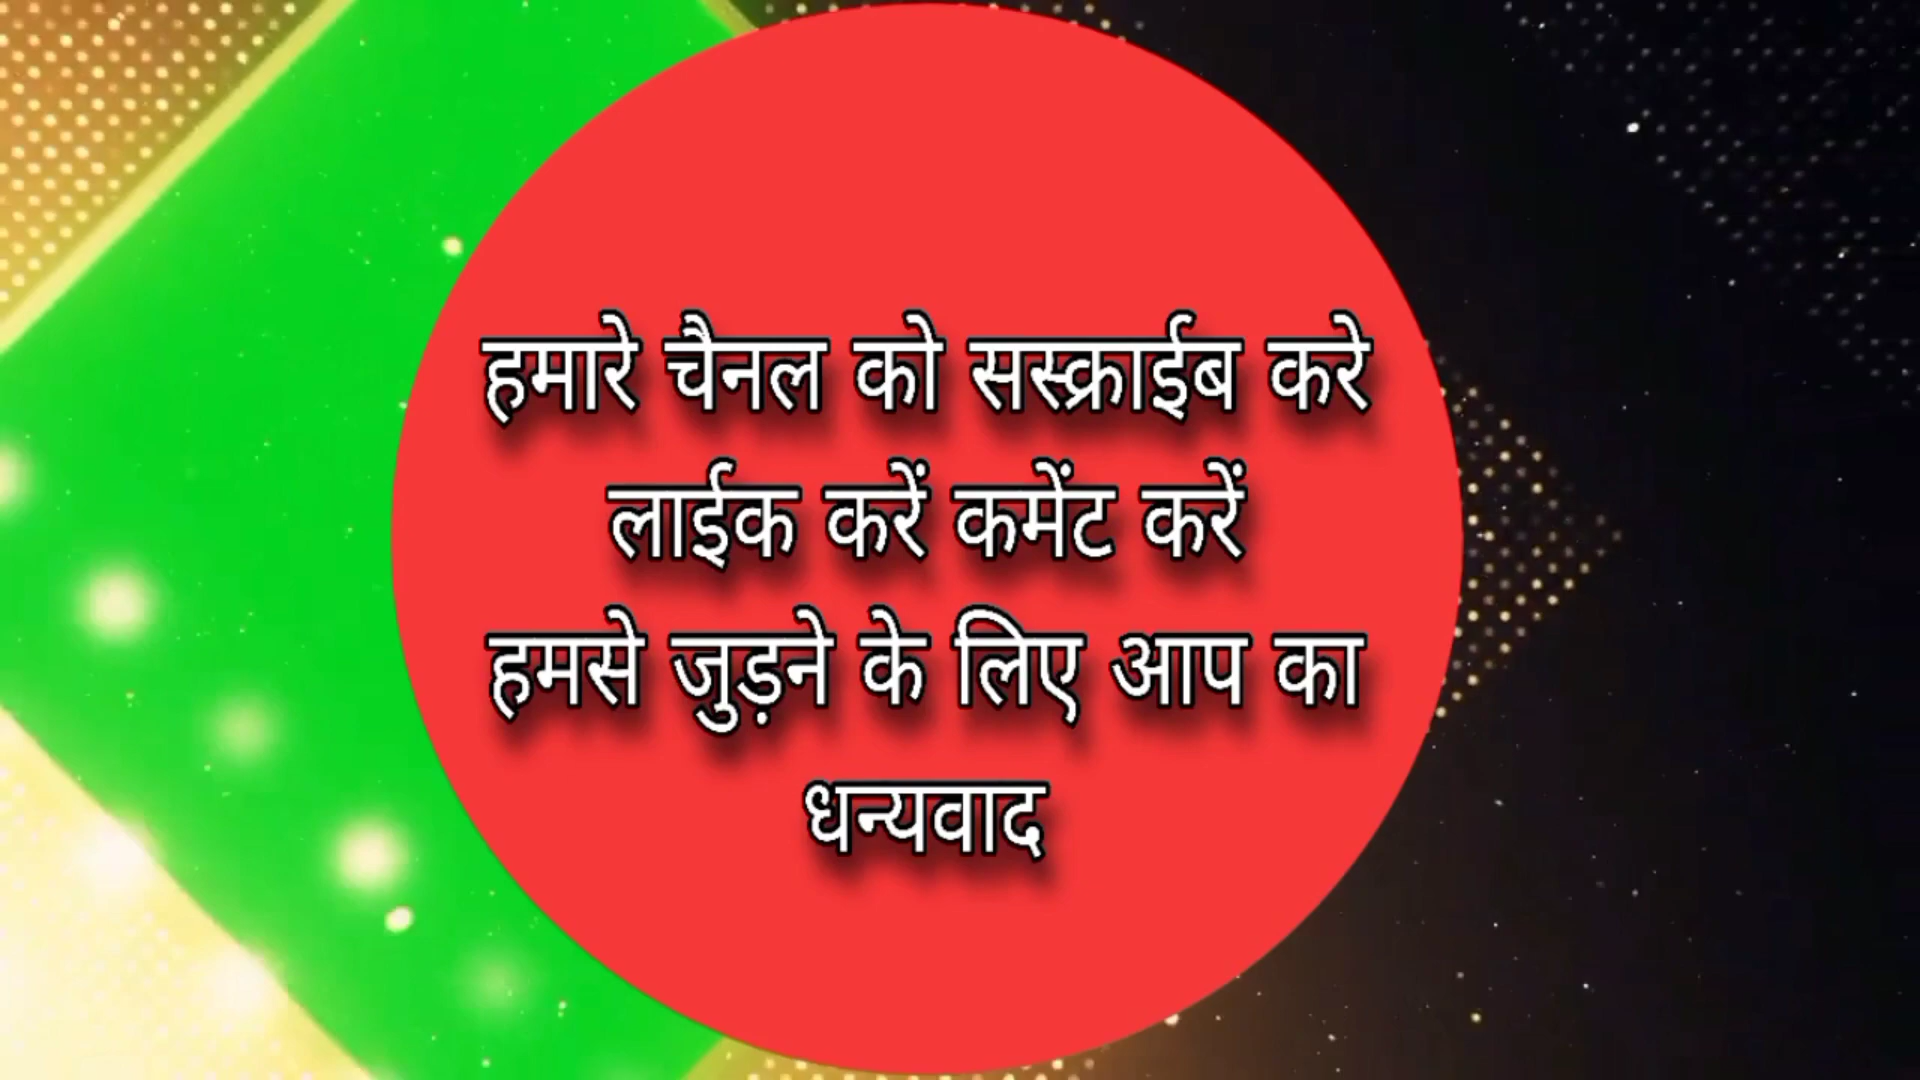 हमारे चैनल को सस्क्राईब करे
लाईक करें कमेंट करें
हमसे जुड़ने के लिए आप का
धन्यवाद